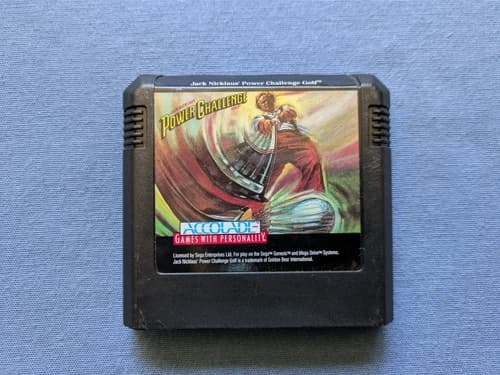 Jack Nicklaus' Power Challenge Golf™
POWER CHALLENGE
ACCOLADE
GAMES WITH PERSONALITY.
Licensed by Sega Enterprises Ltd. For play on the Sega™ Genesis™ and Mega Drive™ Systems.
Jack Nicklaus' Power Challenge Golf is a trademark of Golden Bear International.